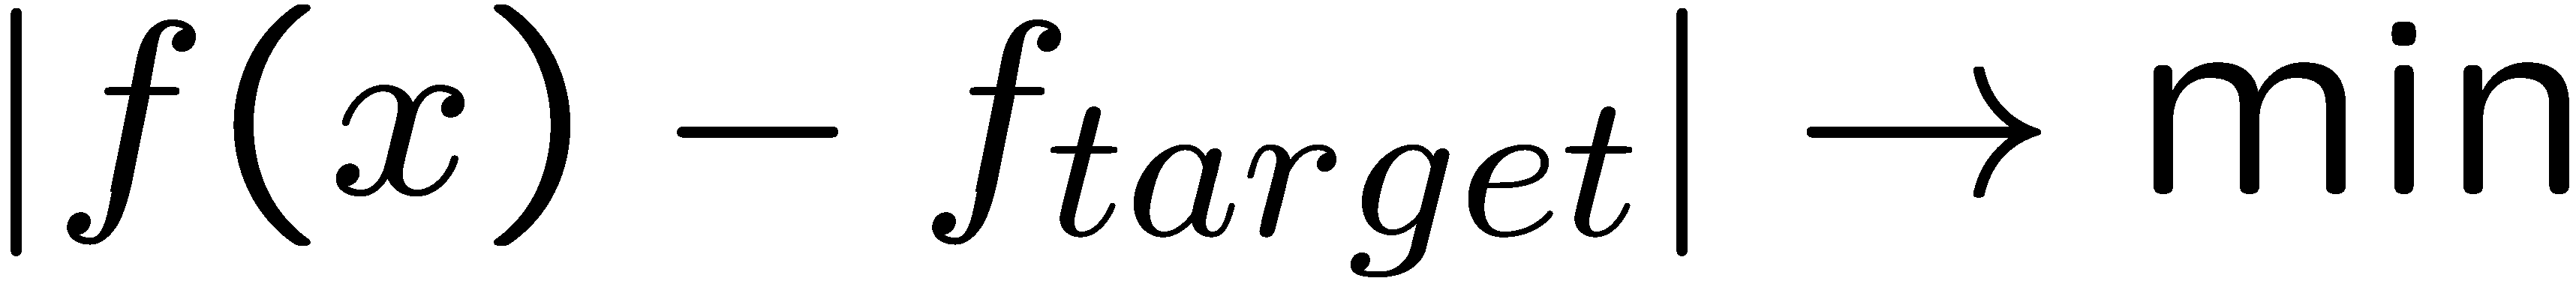 |f(x) − f_{target}| → min